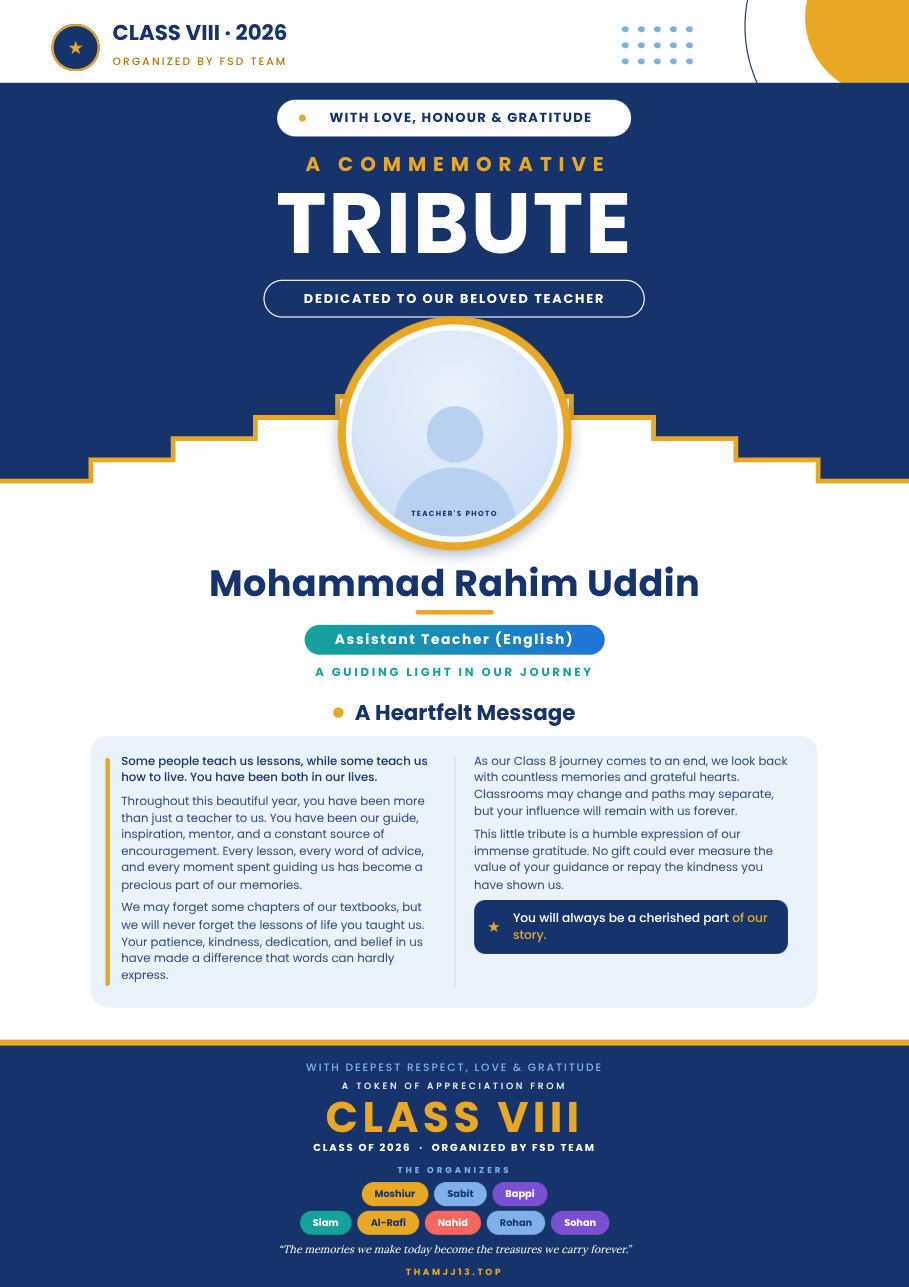 CLASS VIII · 2026
ORGANIZED BY FSD TEAM
WITH LOVE, HONOUR & GRATITUDE
A COMMEMORATIVE
TRIBUTE
DEDICATED TO OUR BELOVED TEACHER
TEACHER'S PHOTO
Mohammad Rahim Uddin
Assistant Teacher (English)
A GUIDING LIGHT IN OUR JOURNEY
A Heartfelt Message
Some people teach us lessons, while some teach us
how to live. You have been both in our lives.
Throughout this beautiful year, you have been more
than just a teacher to us. You have been our guide,
inspiration, mentor, and a constant source of
encouragement. Every lesson, every word of advice,
and every moment spent guiding us has become a
precious part of our memories.
We may forget some chapters of our textbooks, but
we will never forget the lessons of life you taught us.
Your patience, kindness, dedication, and belief in us
have made a difference that words can hardly
express.
As our Class 8 journey comes to an end, we look back
with countless memories and grateful hearts.
Classrooms may change and paths may separate,
but your influence will remain with us forever.
This little tribute is a humble expression of our
immense gratitude. No gift could ever measure the
value of your guidance or repay the kindness you
have shown us.
You will always be a cherished part of our
story.
WITH DEEPEST RESPECT, LOVE & GRATITUDE
A TOKEN OF APPRECIATION FROM
CLASS VIII
CLASS OF 2026 · ORGANIZED BY FSD TEAM
THE ORGANIZERS
Moshiur Sabit Bappi
Siam Al-Rafi Nahid Rohan Sohan
“The memories we make today become the treasures we carry forever.”
THAMJJ13.TOP